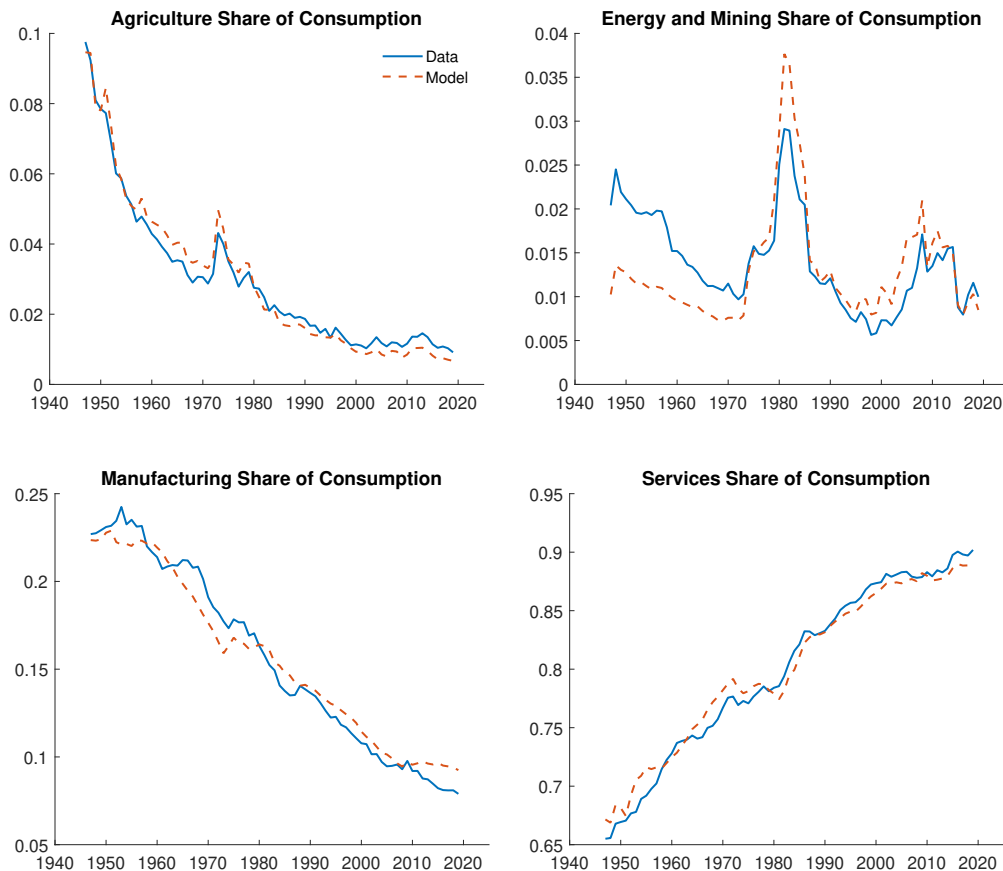 Agriculture Share of Consumption
0.1
0.08
0.06
0.04
0.02
0
1940 1950 1960 1970 1980 1990 2000 2010 2020
Data
Model
Energy and Mining Share of Consumption
0.04
0.035
0.03
0.025
0.02
0.015
0.01
0.005
0
1940 1950 1960 1970 1980 1990 2000 2010 2020
Manufacturing Share of Consumption
0.25
0.2
0.15
0.1
0.05
1940 1950 1960 1970 1980 1990 2000 2010 2020
Services Share of Consumption
0.95
0.9
0.85
0.8
0.75
0.7
0.65
1940 1950 1960 1970 1980 1990 2000 2010 2020